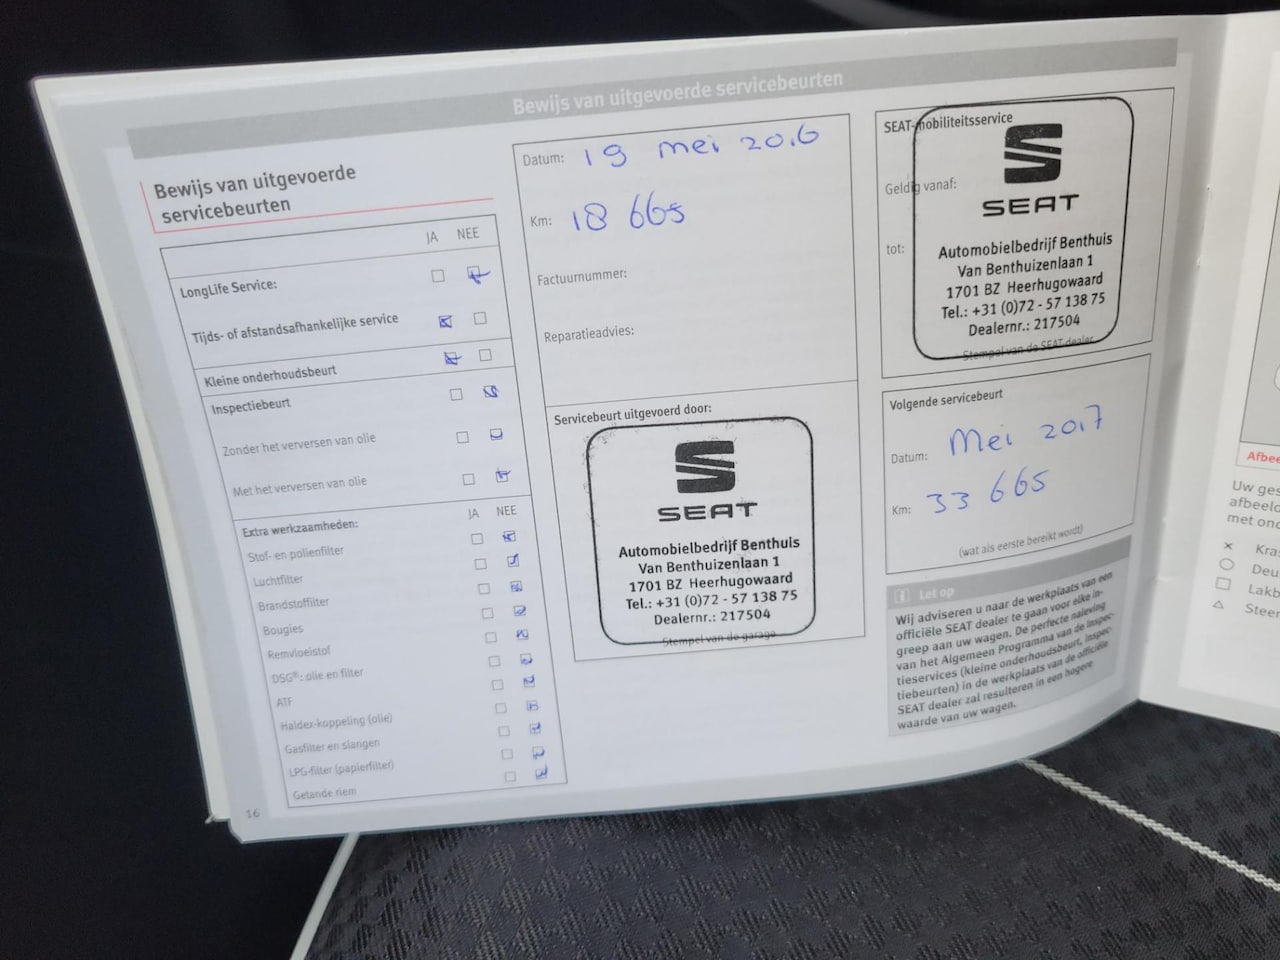 Bewijs van uitgevoerde servicebeurten
Bewijs van uitgevoerde
servicebeurten
JA NEE
LongLife Service:
Tijds- of afstandsafhankelijke service
Kleine onderhoudsbeurt
Inspectiebeurt
Zonder het verversen van olie
Met het verversen van olie
Extra werkzaamheden: JA NEE
Stof- en pollenfilter
Luchtfilter
Brandstoffilter
Bougies
Remvloeistof
DSG®: olie en filter
ATF
Haldex-koppeling (olie)
Gasfilter en slangen
LPG-filter (papierfilter)
Getande riem
16
Datum: 19 mei 2016
Km: 18 665
Factuurnummer:
Reparatieadvies:
Servicebeurt uitgevoerd door:
SEAT
Automobielbedrijf Benthuis
Van Benthuizenlaan 1
1701 BZ Heerhugowaard
Tel.: +31 (0)72 - 57 138 75
Dealernr.: 217504
Stempel van de garage
SEAT-mobiliteitsservice
Geldig vanaf:
tot:
SEAT
Automobielbedrijf Benthuis
Van Benthuizenlaan 1
1701 BZ Heerhugowaard
Tel.: +31 (0)72 - 57 138 75
Dealernr.: 217504
Stempel van de SEAT-dealer
Volgende servicebeurt
Datum: Mei 2017
Km: 33 665
(wat als eerste bereikt wordt)
Let op
Wij adviseren u naar de werkplaats van een
officiële SEAT dealer te gaan voor elke in-
greep aan uw wagen. De perfecte naleving
van het Algemeen Programma van de inspec-
tieservices (kleine onderhoudsbeurt, inspec-
tiebeurten) in de werkplaats van de officiële
SEAT dealer zal resulteren in een hogere
waarde van uw wagen.
Uw ges
afbeeld
met ond
Kras
Deu
Lakb
Steen